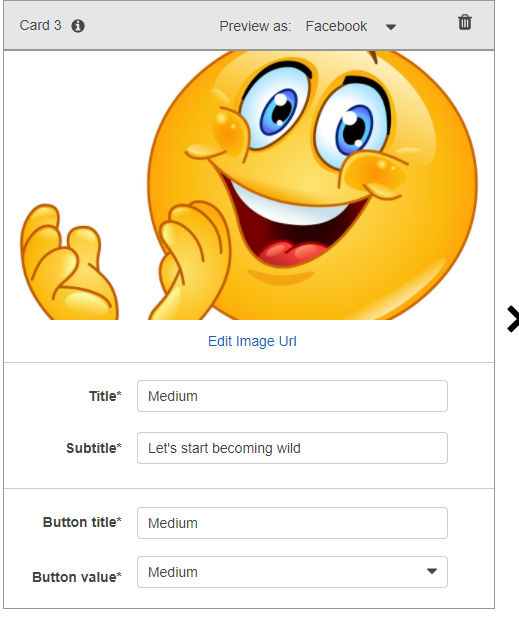 Card 3 Preview as: Facebook
Edit Image Url
Title* Medium
Subtitle* Let's start becoming wild
Button title* Medium
Button value* Medium